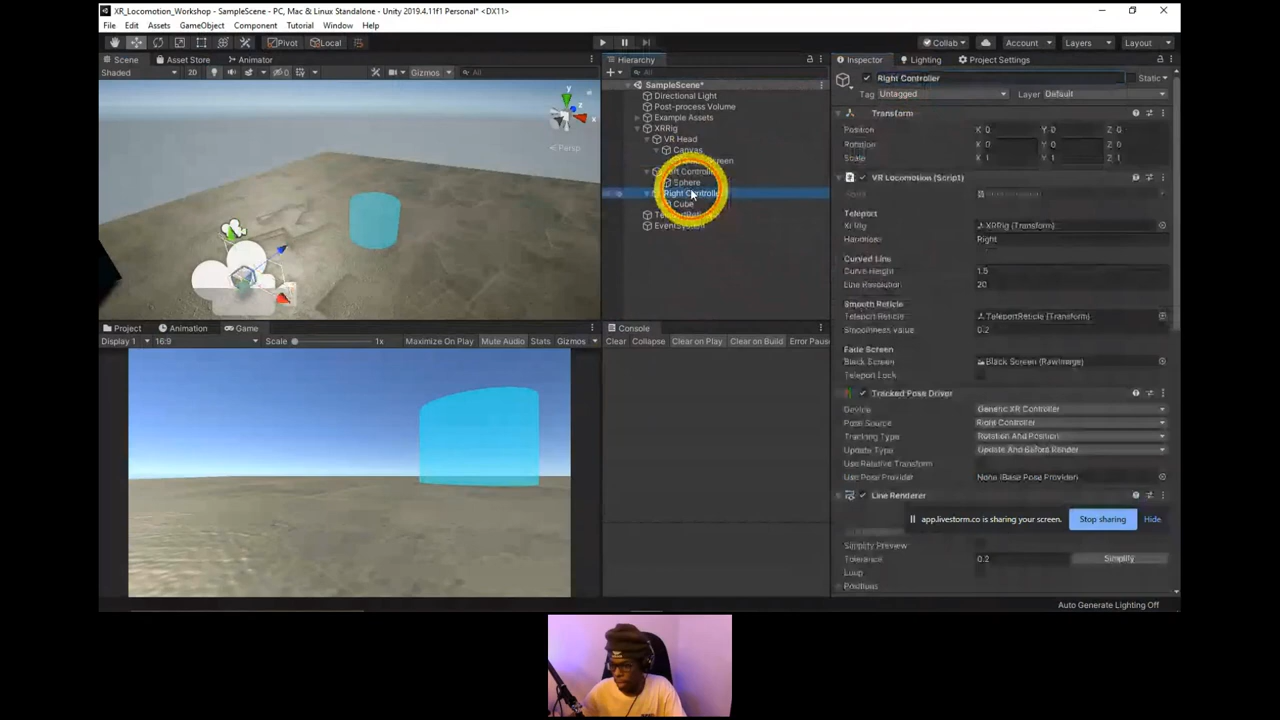 XR_Locomotion_Workshop - SampleScene - PC, Mac & Linux Standalone - Unity 2019.4.11f1 Personal* <DX11>
File Edit Assets GameObject Component Tutorial Window Help
Pivot Local Collab Account Layers Layout
Scene Asset Store Animator
Shaded 2D 0 Gizmos All
y
x
Persp
Project Animation Game
Display 1 16:9 Scale 1x Maximize On Play Mute Audio Stats Gizmos
Hierarchy
All
SampleScene*
Directional Light
Post-process Volume
Example Assets
XRRig
VR Head
Canvas
Sphere
Right Controller
Cube
Console
Clear Collapse Clear on Play Clear on Build Error Pause
Inspector Lighting Project Settings
Right Controller Static
Tag Untagged Layer Default
Transform
Position X 0 Y 0 Z 0
Rotation X 0 Y 0 Z 0
Scale X 1 Y 1 Z 1
VR Locomotion (Script)
Teleport
Xr Rig XRRig (Transform)
Handness Right
Curved Line
Curve Height 1.5
Line Resolution 20
Smooth Reticle
Teleport Reticle TeleportReticle (Transform)
Smoothness Value 0.2
Fade Screen
Black Screen Black Screen (RawImage)
Teleport Lock
Tracked Pose Driver
Device Generic XR Controller
Pose Source Right Controller
Tracking Type Rotation And Position
Update Type Update And Before Render
Use Relative Transform
Use Pose Provider None (Base Pose Provider)
Line Renderer
app.livestorm.co is sharing your screen. Stop sharing Hide
Simplify Preview
Tolerance 0.2 Simplify
Loop
Positions
Auto Generate Lighting Off